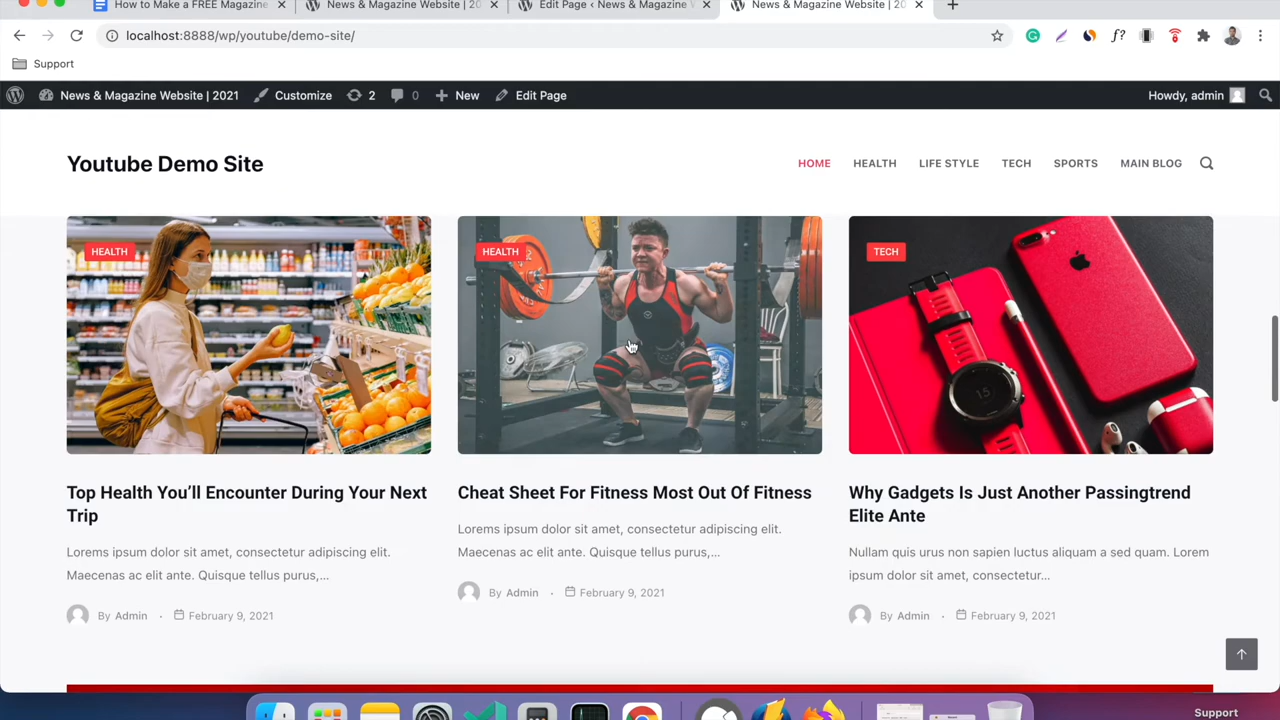 How to Make a FREE Magazine
News & Magazine Website | 20
Edit Page ‹ News & Magazine W
News & Magazine Website | 20
localhost:8888/wp/youtube/demo-site/
Support
News & Magazine Website | 2021
Customize
2
0
New
Edit Page
Howdy, admin
Youtube Demo Site
HOME
HEALTH
LIFE STYLE
TECH
SPORTS
MAIN BLOG
HEALTH
HEALTH
TECH
Top Health You’ll Encounter During Your Next
Trip
Lorems ipsum dolor sit amet, consectetur adipiscing elit.
Maecenas ac elit ante. Quisque tellus purus,...
By Admin
February 9, 2021
Cheat Sheet For Fitness Most Out Of Fitness
Lorems ipsum dolor sit amet, consectetur adipiscing elit.
Maecenas ac elit ante. Quisque tellus purus,...
By Admin
February 9, 2021
Why Gadgets Is Just Another Passingtrend
Elite Ante
Nullam quis urus non sapien luctus aliquam a sed quam. Lorem
ipsum dolor sit amet, consectetur...
By Admin
February 9, 2021
Support